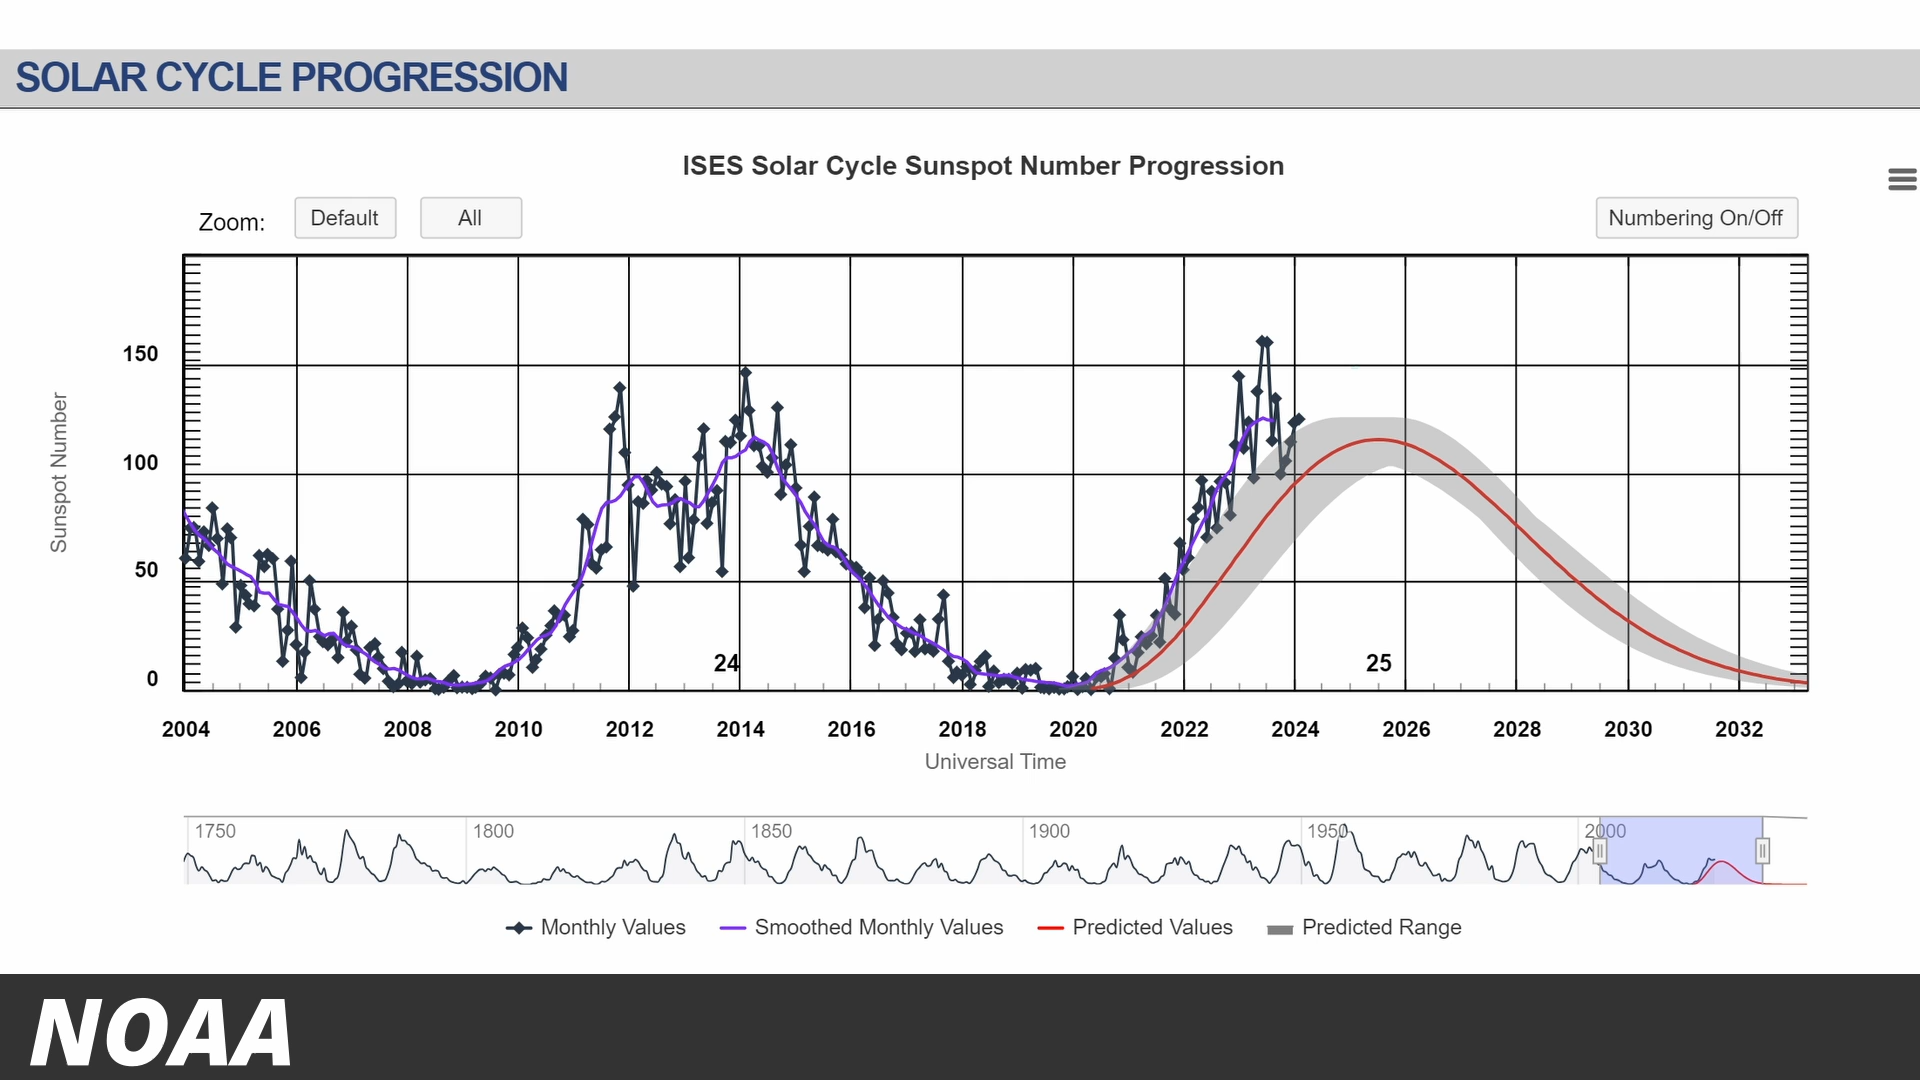 SOLAR CYCLE PROGRESSION
ISES Solar Cycle Sunspot Number Progression
Zoom: Default All Numbering On/Off
Sunspot Number
150
100
50
0
24 25
2004 2006 2008 2010 2012 2014 2016 2018 2020 2022 2024 2026 2028 2030 2032
Universal Time
1750 1800 1850 1900 1950 2000
Monthly Values Smoothed Monthly Values Predicted Values Predicted Range
NOAA